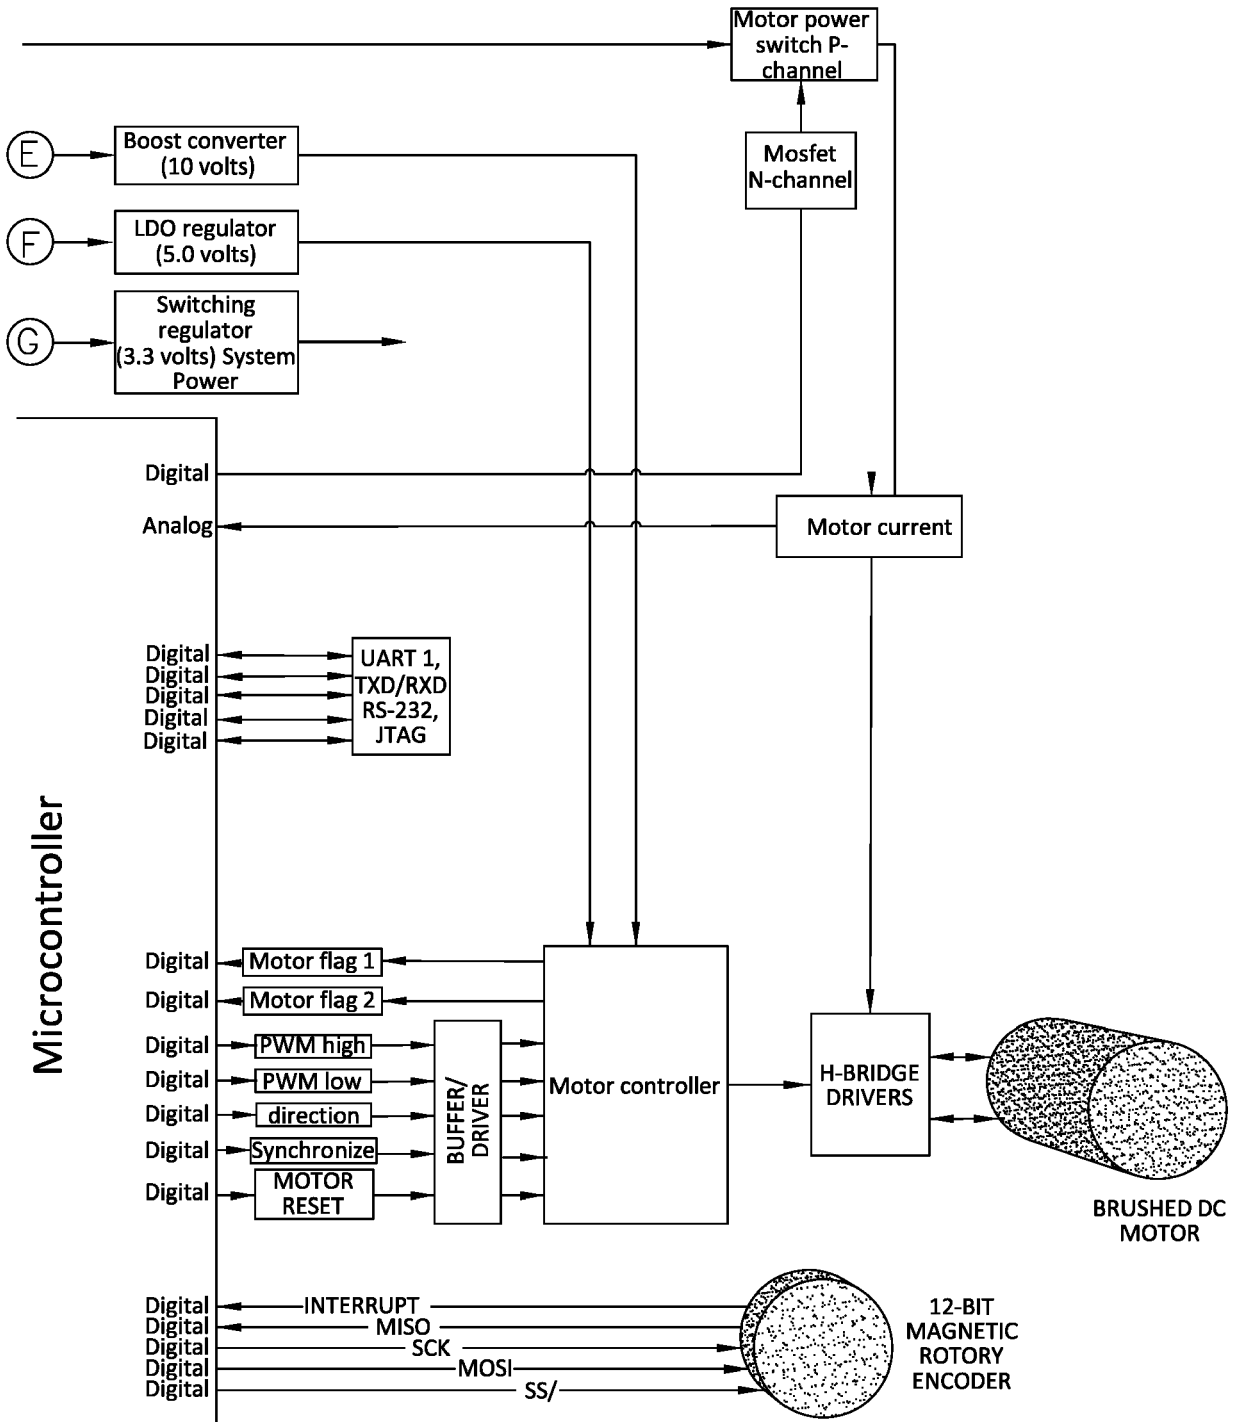 Motor power
switch P-
channel
E
Boost converter
(10 volts)
Mosfet
N-channel
F
LDO regulator
(5.0 volts)
G
Switching
regulator
(3.3 volts) System
Power
Digital
Analog
Motor current
Digital
Digital
Digital
Digital
Digital
UART 1,
TXD/RXD
RS-232,
JTAG
Microcontroller
Digital
Motor flag 1
Digital
Motor flag 2
Digital
PWM high
Digital
PWM low
Digital
direction
Digital
Synchronize
Digital
MOTOR
RESET
BUFFER/
DRIVER
Motor controller
H-BRIDGE
DRIVERS
BRUSHED DC
MOTOR
Digital
INTERRUPT
Digital
MISO
Digital
SCK
Digital
MOSI
Digital
SS/
12-BIT
MAGNETIC
ROTORY
ENCODER